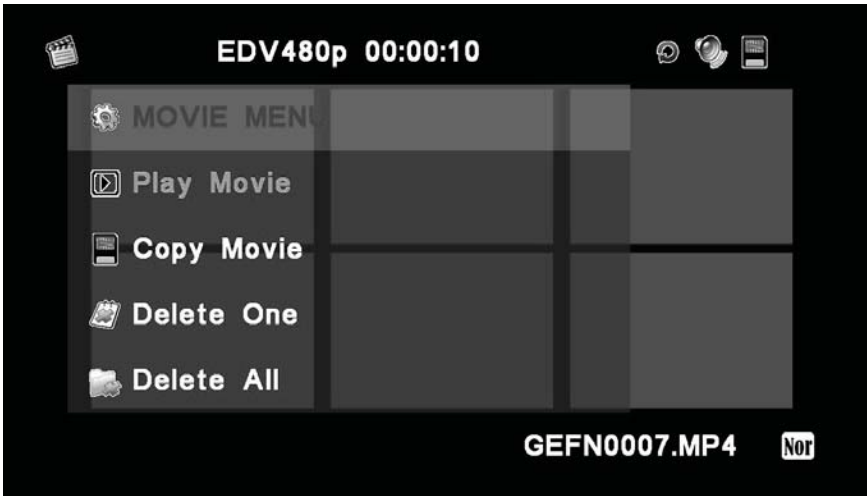 EDV480p 00:00:10
MOVIE MENU
Play Movie
Copy Movie
Delete One
Delete All
GEFN0007.MP4 Nor